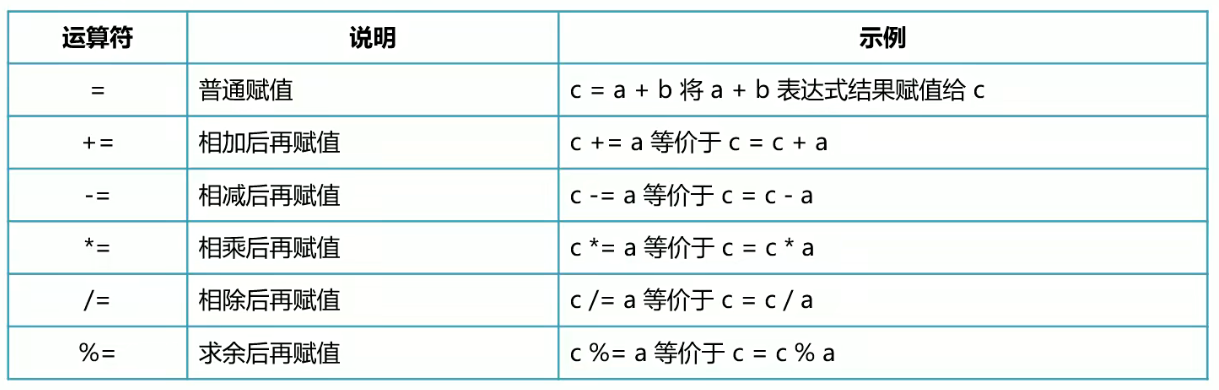 运算符 说明 示例
= 普通赋值 c = a + b 将 a + b 表达式结果赋值给 c
+= 相加后再赋值 c += a 等价于 c = c + a
-= 相减后再赋值 c -= a 等价于 c = c - a
*= 相乘后再赋值 c *= a 等价于 c = c * a
/= 相除后再赋值 c /= a 等价于 c = c / a
%= 求余后再赋值 c %= a 等价于 c = c % a